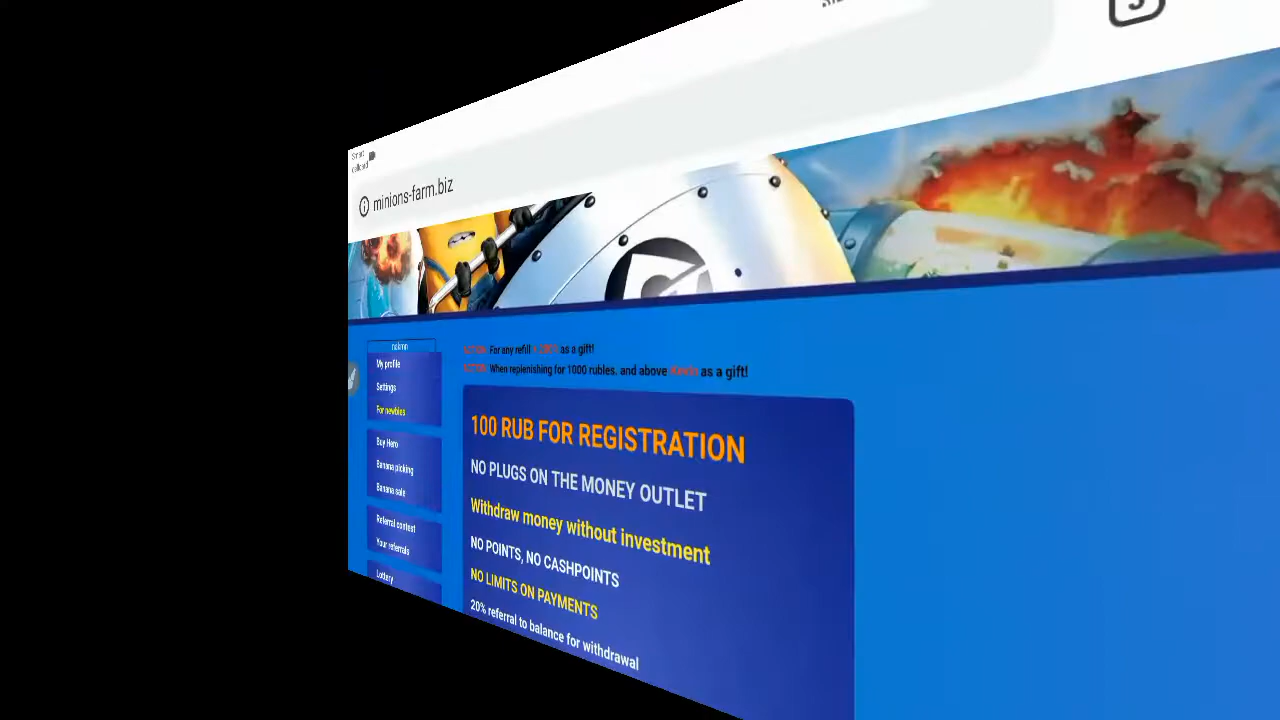 Smart
minions-farm.biz
My profile
Settings
For newbies
Buy Hero
Banana picking
Banana sale
Referral contest
Your referrals
Lottery
For any refill as a gift!
When replenishing for 1000 rubles, and above Kevin as a gift!
100 RUB FOR REGISTRATION
NO PLUGS ON THE MONEY OUTLET
Withdraw money without investment
NO POINTS, NO CASHPOINTS
NO LIMITS ON PAYMENTS
20% referral to balance for withdrawal